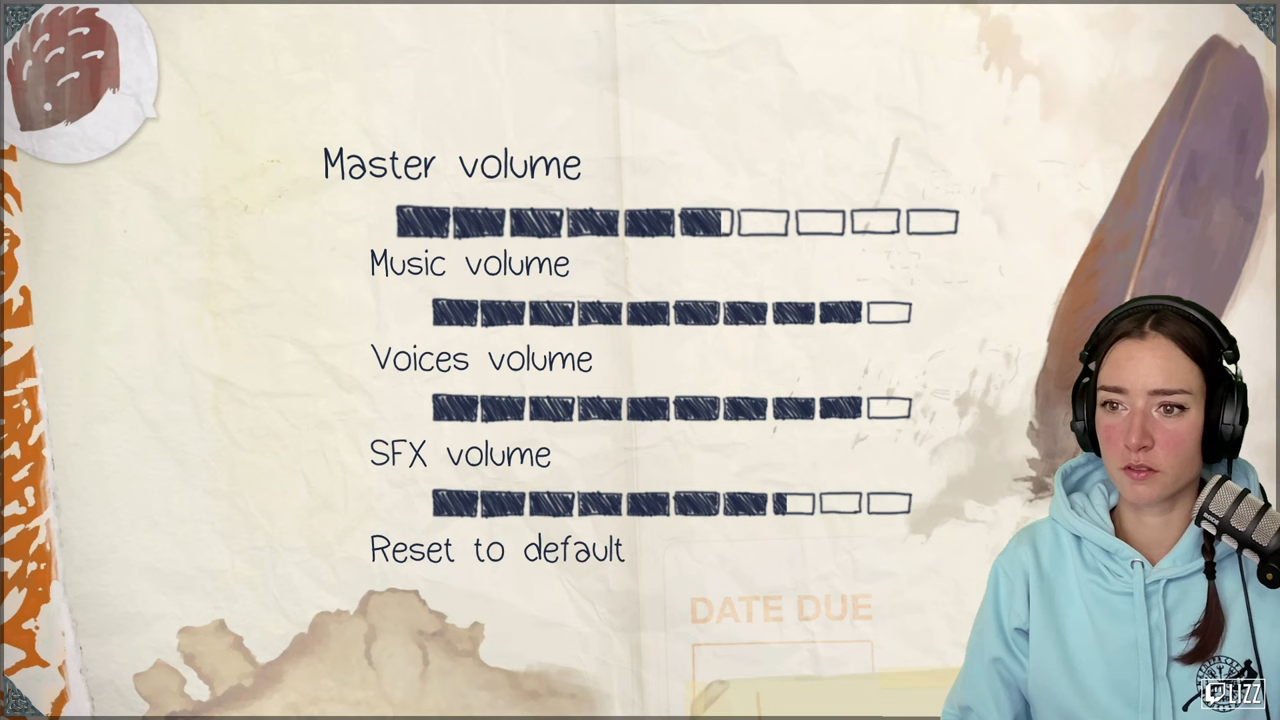 Master volume
Music volume
Voices volume
SFX volume
Reset to default
DATE DUE
LIZZ